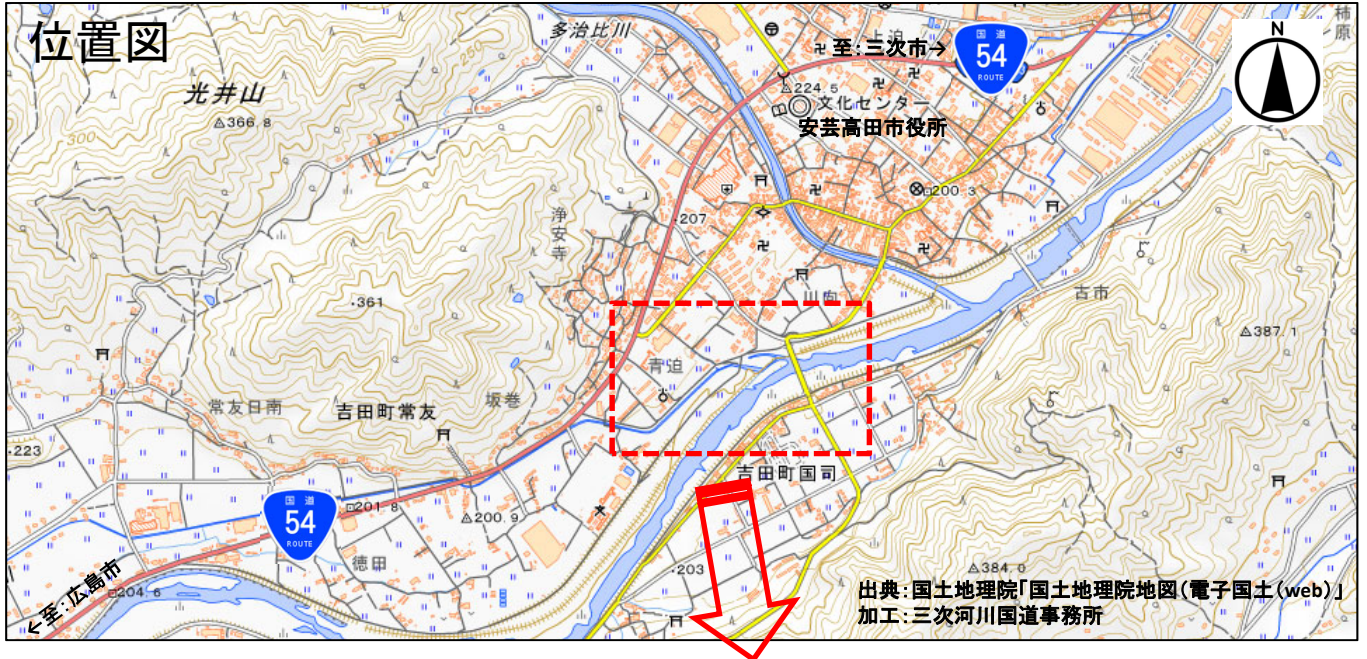 位置図
多治比川
上迫
至:三次市→
国道
54
ROUTE
柿原
N
250
光井山
366.8
300
224.5
文化センター
安芸高田市役所
200.3
浄安寺
207
川向
古市
361
387.1
青迫
常友日南
吉田町常友
坂巻
223
吉田町国司
国道
54
ROUTE
201.8
200.9
徳田
203
384.0
←至:広島市
204.6
出典:国土地理院「国土地理院地図(電子国土(web)」
加工:三次河川国道事務所